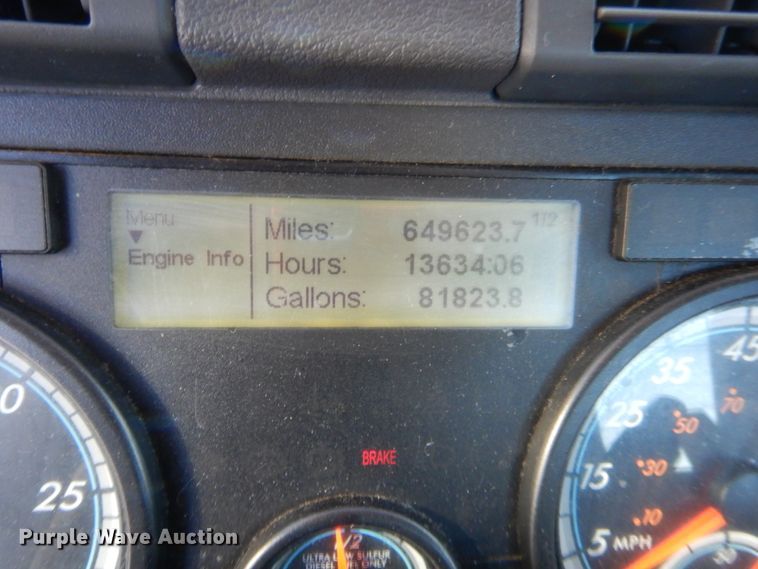 Menu
▼
Engine Info
Miles: 649623.7 1/2
Hours: 13634:06
Gallons: 81823.8
BRAKE
0
25
1/2
ULTRA LOW SULFUR
DIESEL FUEL ONLY
45
35
25
15
5 MPH
70
50
30
10
Purple Wave Auction